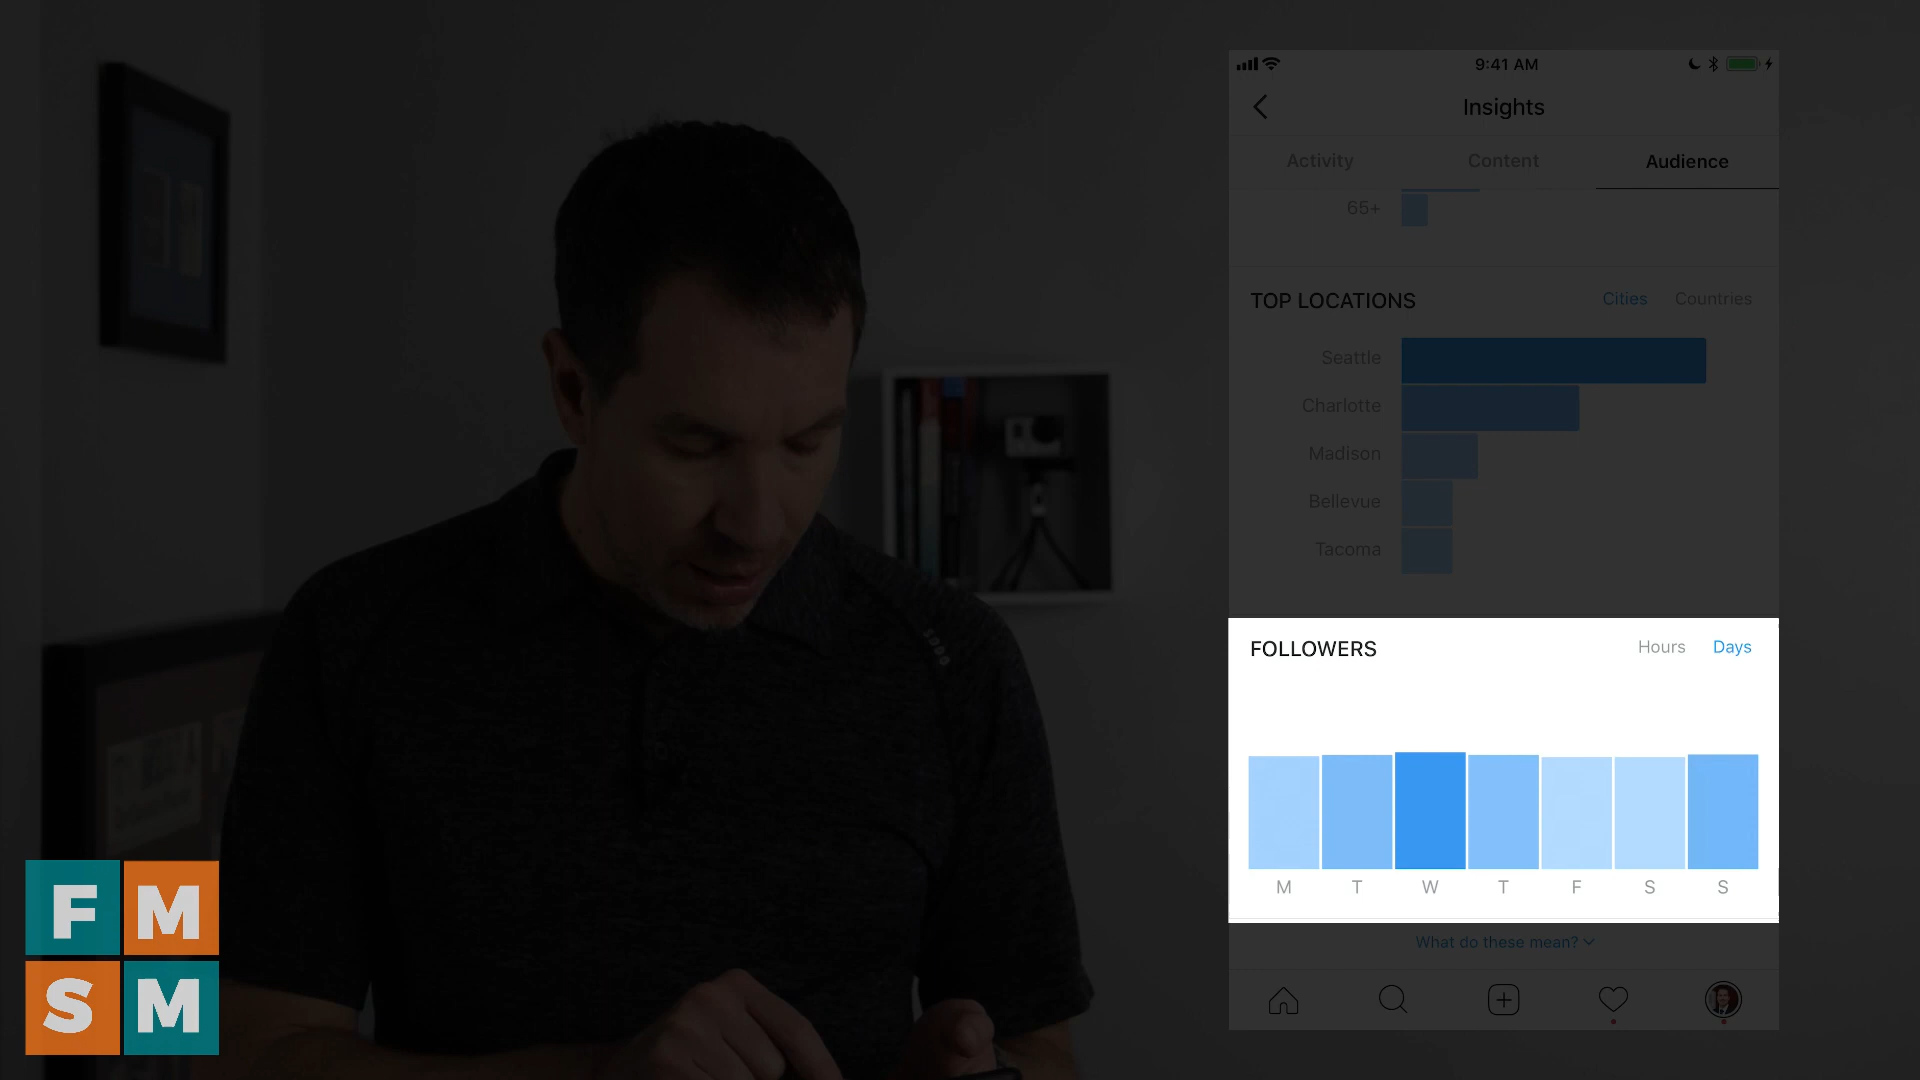 9:41 AM
Insights
Activity Content Audience
65+
TOP LOCATIONS Cities Countries
Seattle
Charlotte
Madison
Bellevue
Tacoma
FOLLOWERS Hours Days
M T W T F S S
What do these mean?
F M
S M